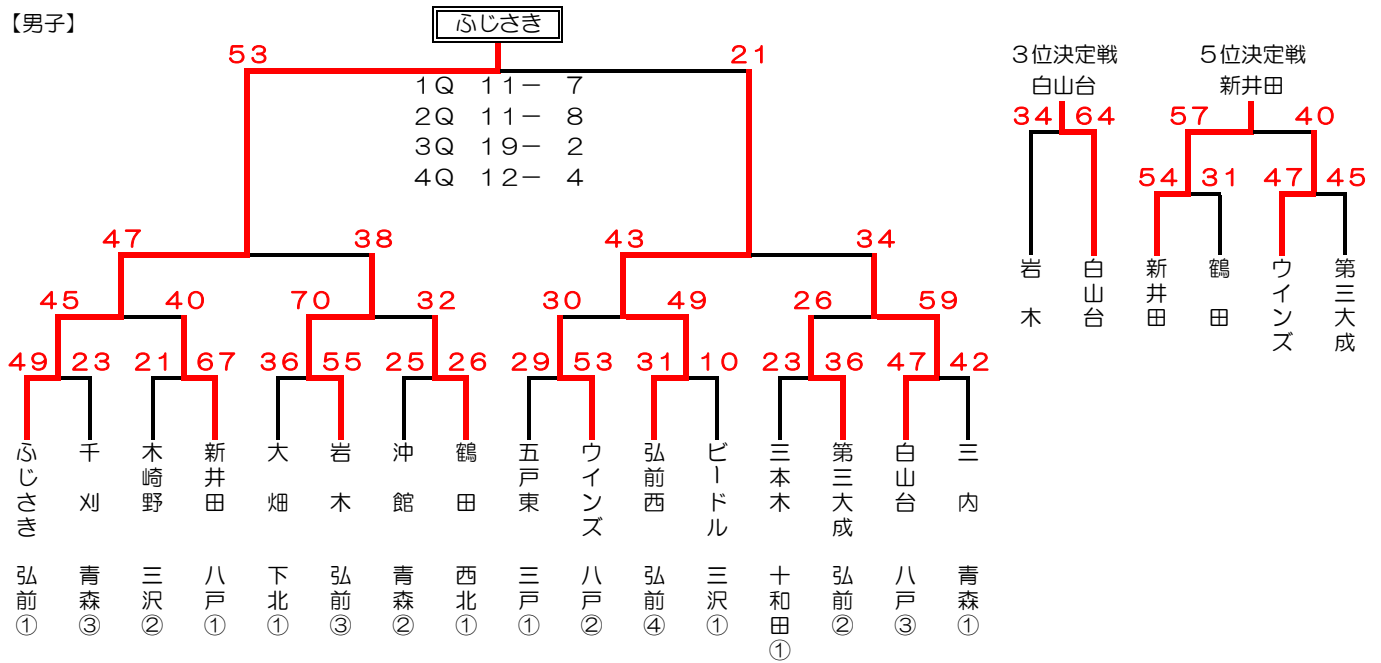 【男子】
ふじさき
53 21
1Q 11－ 7
2Q 11－ 8
3Q 19－ 2
4Q 12－ 4
47 38 43 34
45 40 70 32 30 49 26 59
49 23 21 67 36 55 25 26 29 53 31 10 23 36 47 42
ふじさき
千刈
木崎野
新井田
大畑
岩木
沖館
鶴田
五戸東
ウインズ
弘前西
ビードル
三本木
第三大成
白山台
三内
弘前①
青森③
三沢②
八戸①
下北①
弘前③
青森②
西北①
三戸①
八戸②
弘前④
三沢①
十和田①
弘前②
八戸③
青森①
３位決定戦
白山台
34 64
岩木
白山台
５位決定戦
新井田
57 40
54 31 47 45
新井田
鶴田
ウインズ
第三大成